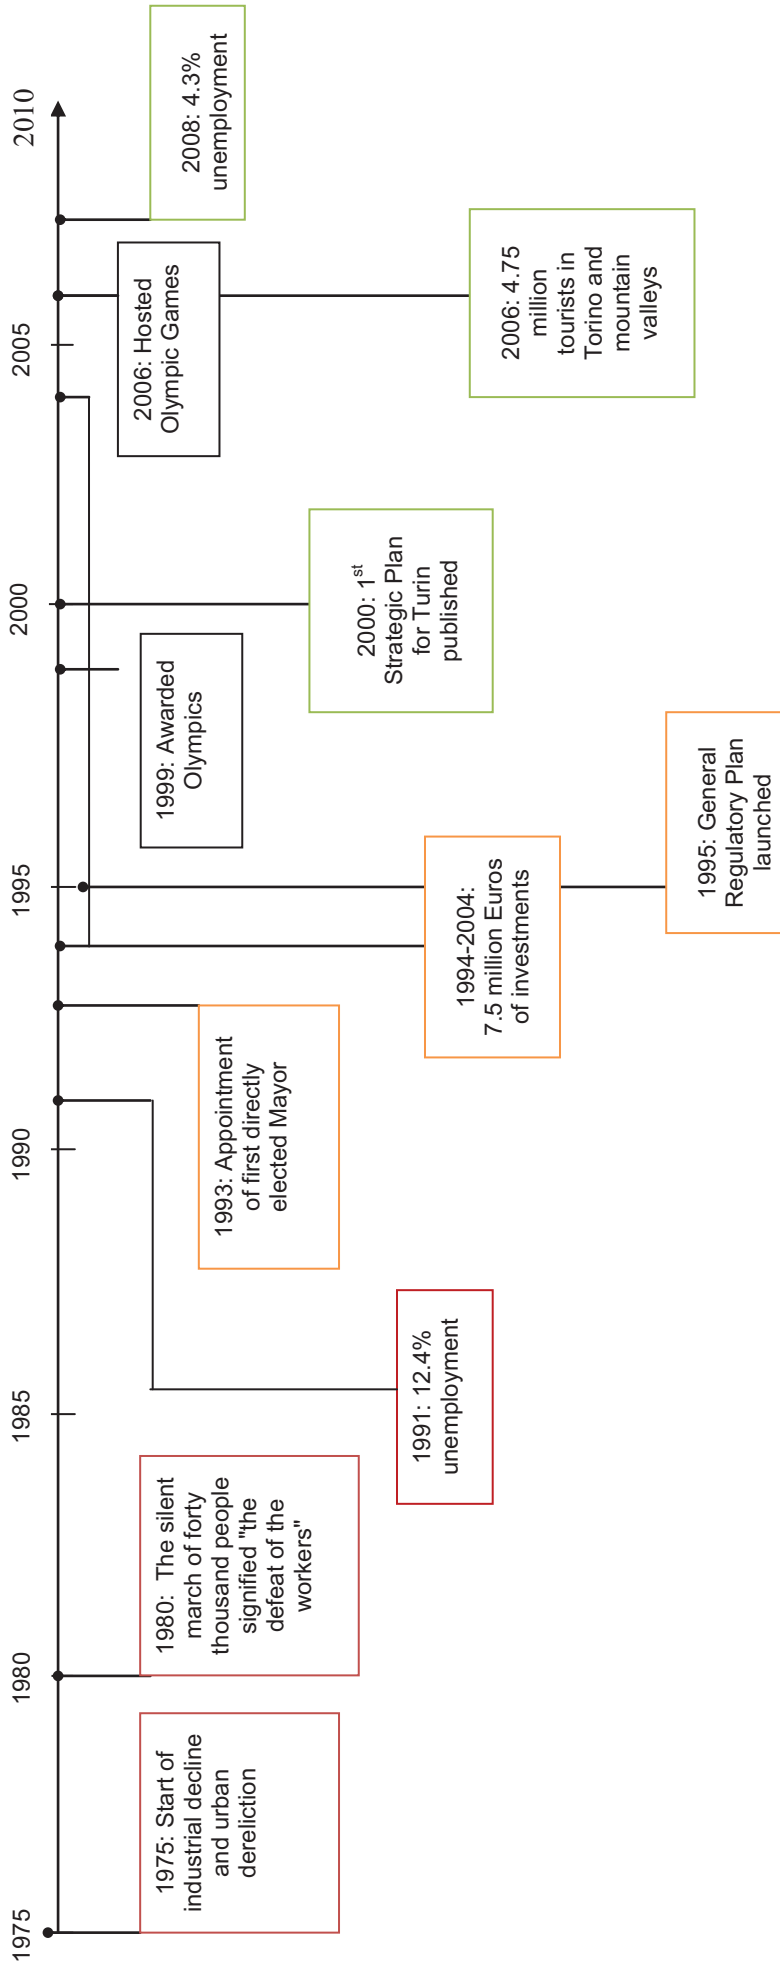 1975
1980
1985
1990
1995
2000
2005
2010
1975: Start of
industrial decline
and urban
dereliction
1980:  The silent
march of forty
thousand people
signified "the
defeat of the
workers"
1991: 12.4%
unemployment
1993: Appointment
of first directly
elected Mayor
1994-2004:
7.5 million Euros
of investments
1995: General
Regulatory Plan
launched
1999: Awarded
Olympics
2000: 1st
Strategic Plan
for Turin
published
2006: Hosted
Olympic Games
2006: 4.75
million
tourists in
Torino and
mountain
valleys
2008: 4.3%
unemployment